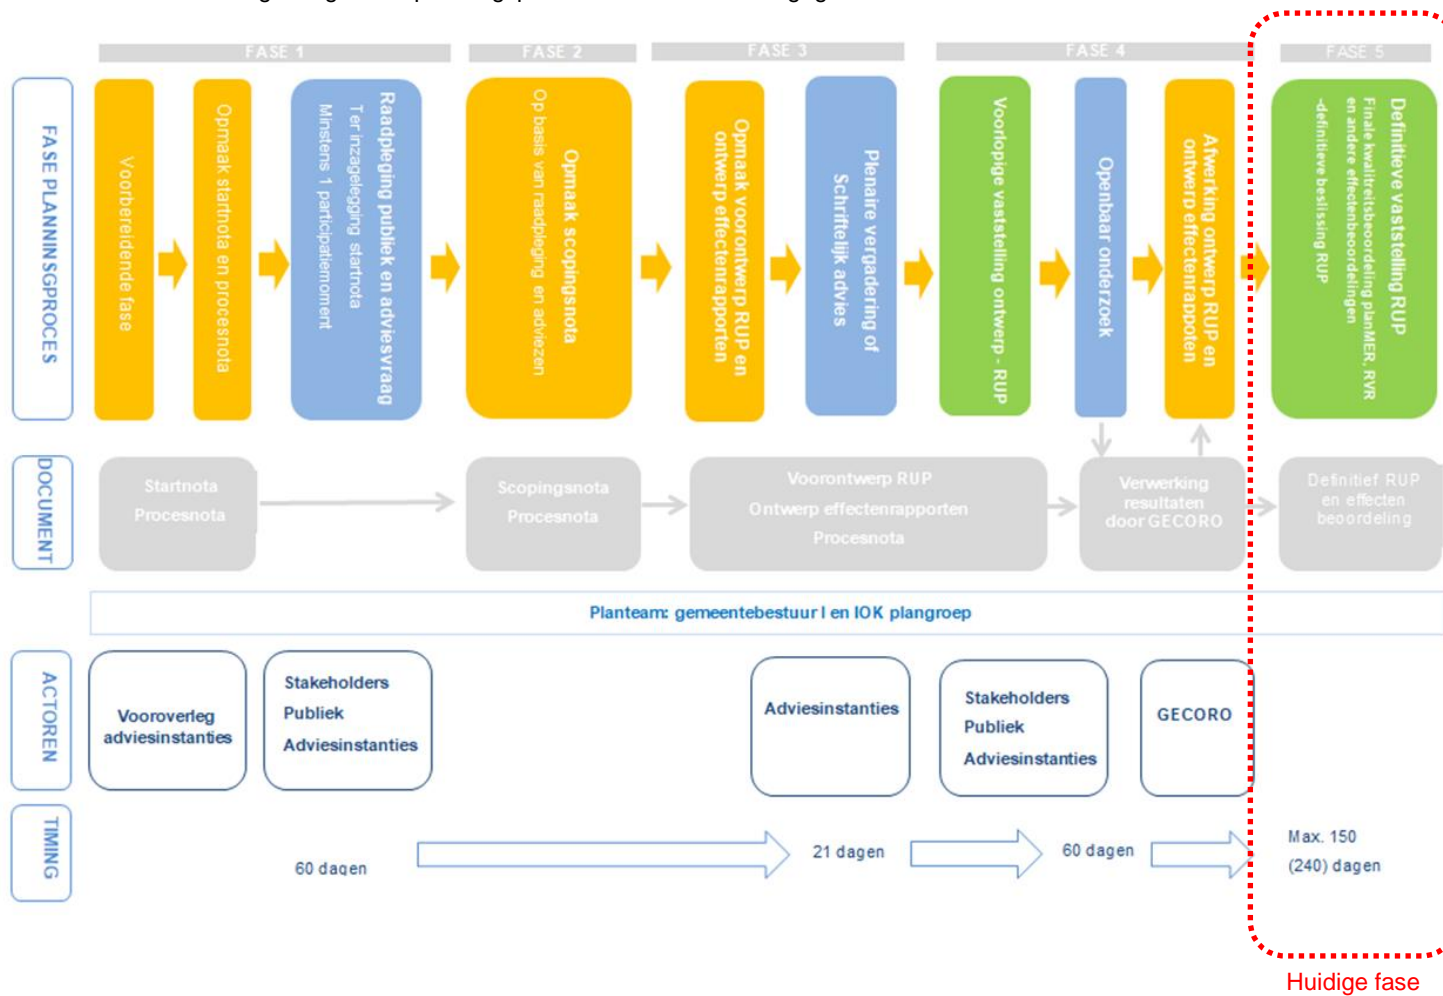 FASE 1
FASE 2
FASE 3
FASE 4
FASE 5
FASE PLANNINSGPROCES
Voorbereidende fase
Opmaak startnota en procesnota
Raadpleging publiek en adviesvraag
Ter inzagelegging startnota
Minstens 1 participatiemoment
Opmaak scopingsnota
Op basis van raadpleging en adviezen
Opmaak voorontwerp RUP en
ontwerp effectenrapporten
Plenaire vergadering of
Schriftelijk advies
Voorlopige vaststelling ontwerp - RUP
Openbaar onderzoek
Afwerking ontwerp RUP en
ontwerp effectenrappoten
Definitieve vaststelling RUP
Finale kwalitreitsbeoordeling planMER, RVR
en andere effectenbeoordelingen
-definitieve beslissing RUP
DOCUMENT
Startnota
Procesnota
Scopingsnota
Procesnota
Voorontwerp RUP
Ontwerp effectenrapporten
Procesnota
Verwerking
resultaten
door GECORO
Definitief RUP
en effecten
beoordeling
Planteam: gemeentebestuur I en IOK plangroep
ACTOREN
Vooroverleg
adviesinstanties
Stakeholders
Publiek
Adviesinstanties
Adviesinstanties
Stakeholders
Publiek
Adviesinstanties
GECORO
TIMING
60 dagen
21 dagen
60 dagen
Max. 150
(240) dagen
Huidige fase